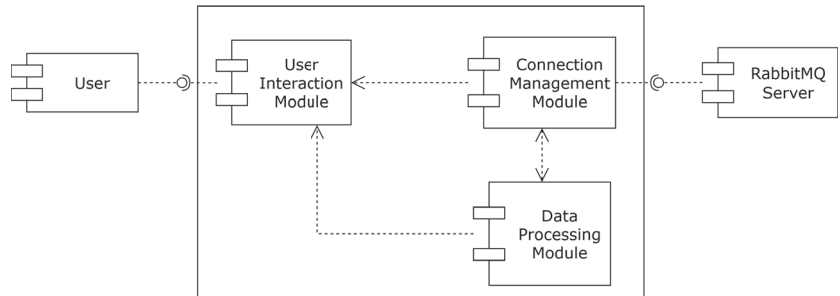 User
User
Interaction
Module
Connection
Management
Module
RabbitMQ
Server
Data
Processing
Module